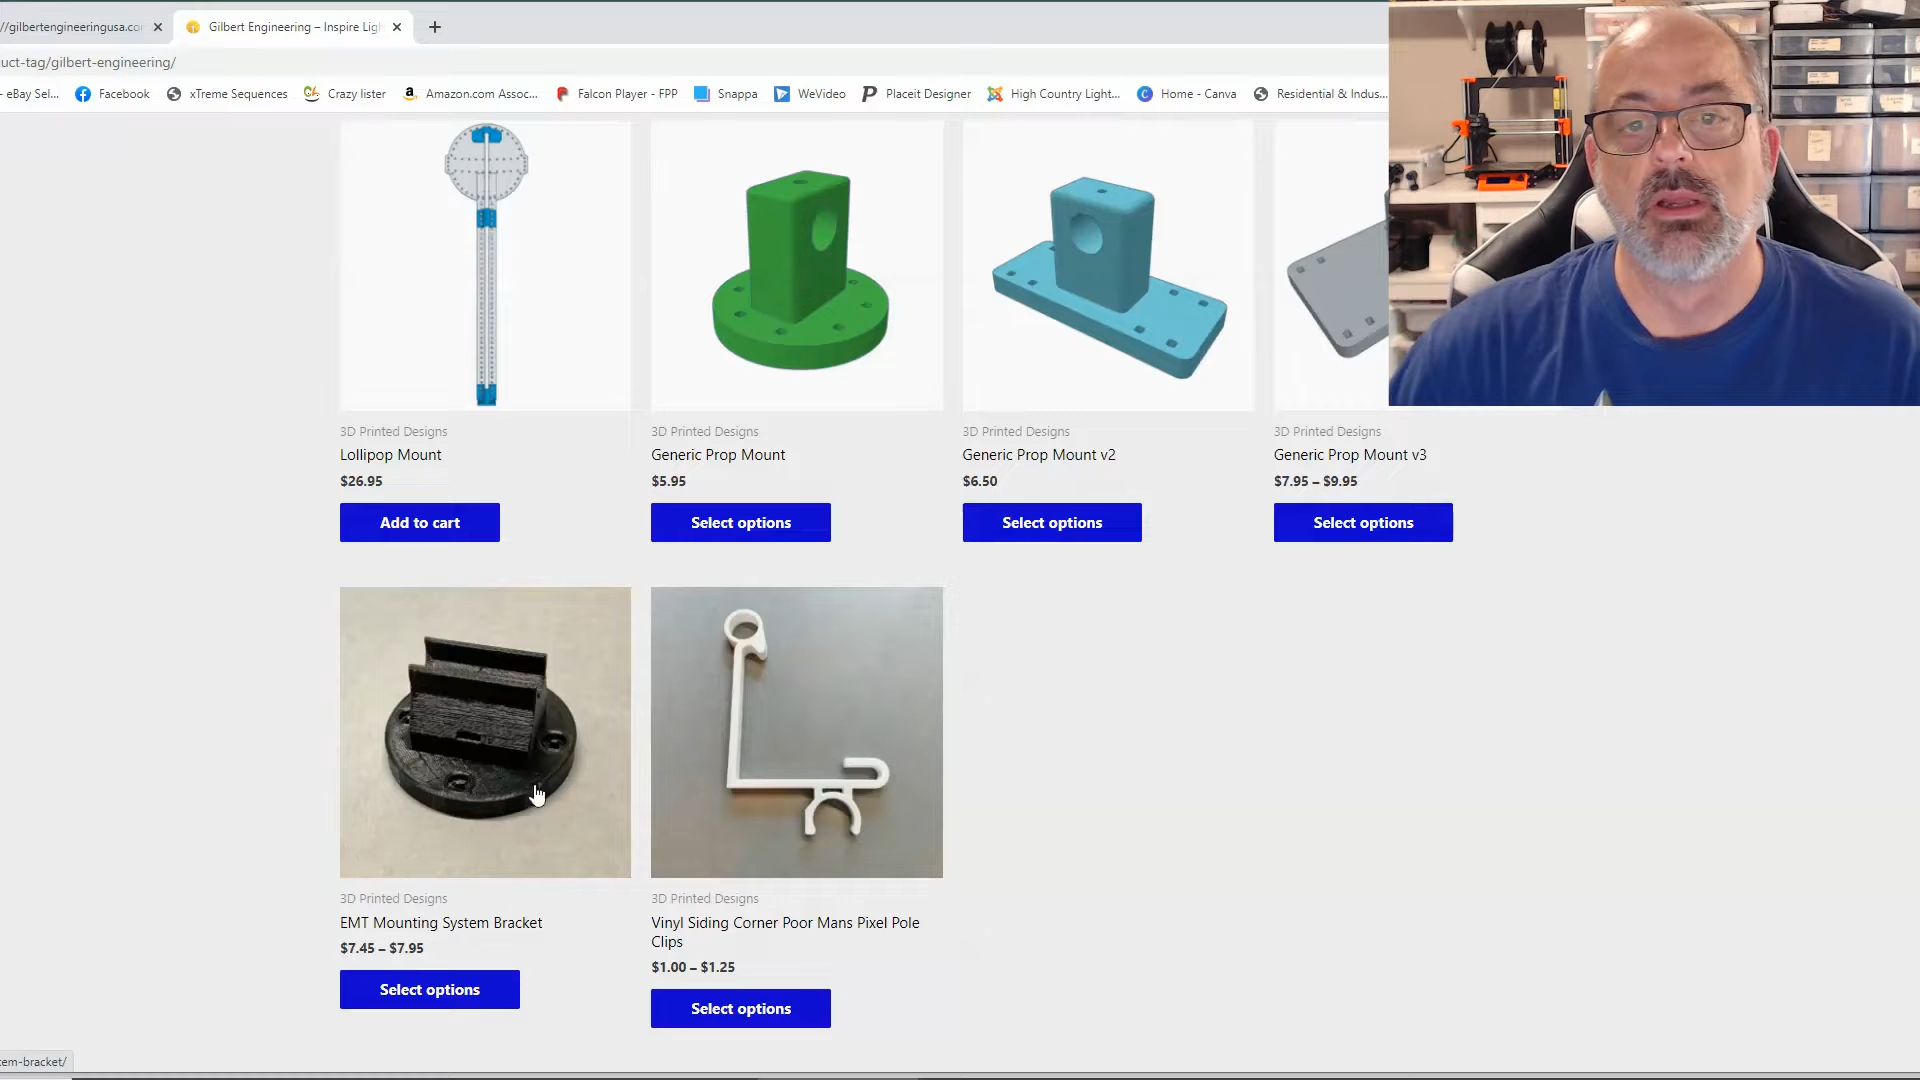 //gilbertengineeringusa.co
Gilbert Engineering – Inspire Ligh
uct-tag/gilbert-engineering/
- eBay Sel...
Facebook
xTreme Sequences
Crazy lister
Amazon.com Assoc...
Falcon Player - FPP
Snappa
WeVideo
Placeit Designer
High Country Light...
Home - Canva
Residential & Indus...
3D Printed Designs
Lollipop Mount
$26.95
Add to cart
3D Printed Designs
Generic Prop Mount
$5.95
Select options
3D Printed Designs
Generic Prop Mount v2
$6.50
Select options
3D Printed Designs
Generic Prop Mount v3
$7.95 – $9.95
Select options
3D Printed Designs
EMT Mounting System Bracket
$7.45 – $7.95
Select options
3D Printed Designs
Vinyl Siding Corner Poor Mans Pixel Pole
Clips
$1.00 – $1.25
Select options
tem-bracket/